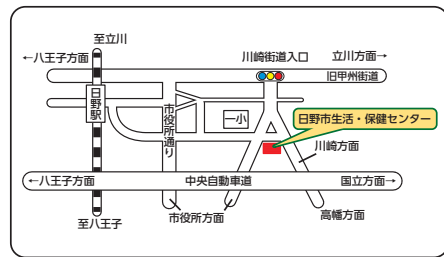 至立川
←八王子方面
川崎街道入口
立川方面→
旧甲州街道
日野駅
市役所通り
一小
日野市生活・保健センター
川崎方面
←八王子方面
中央自動車道
国立方面→
至八王子
市役所方面
高幡方面